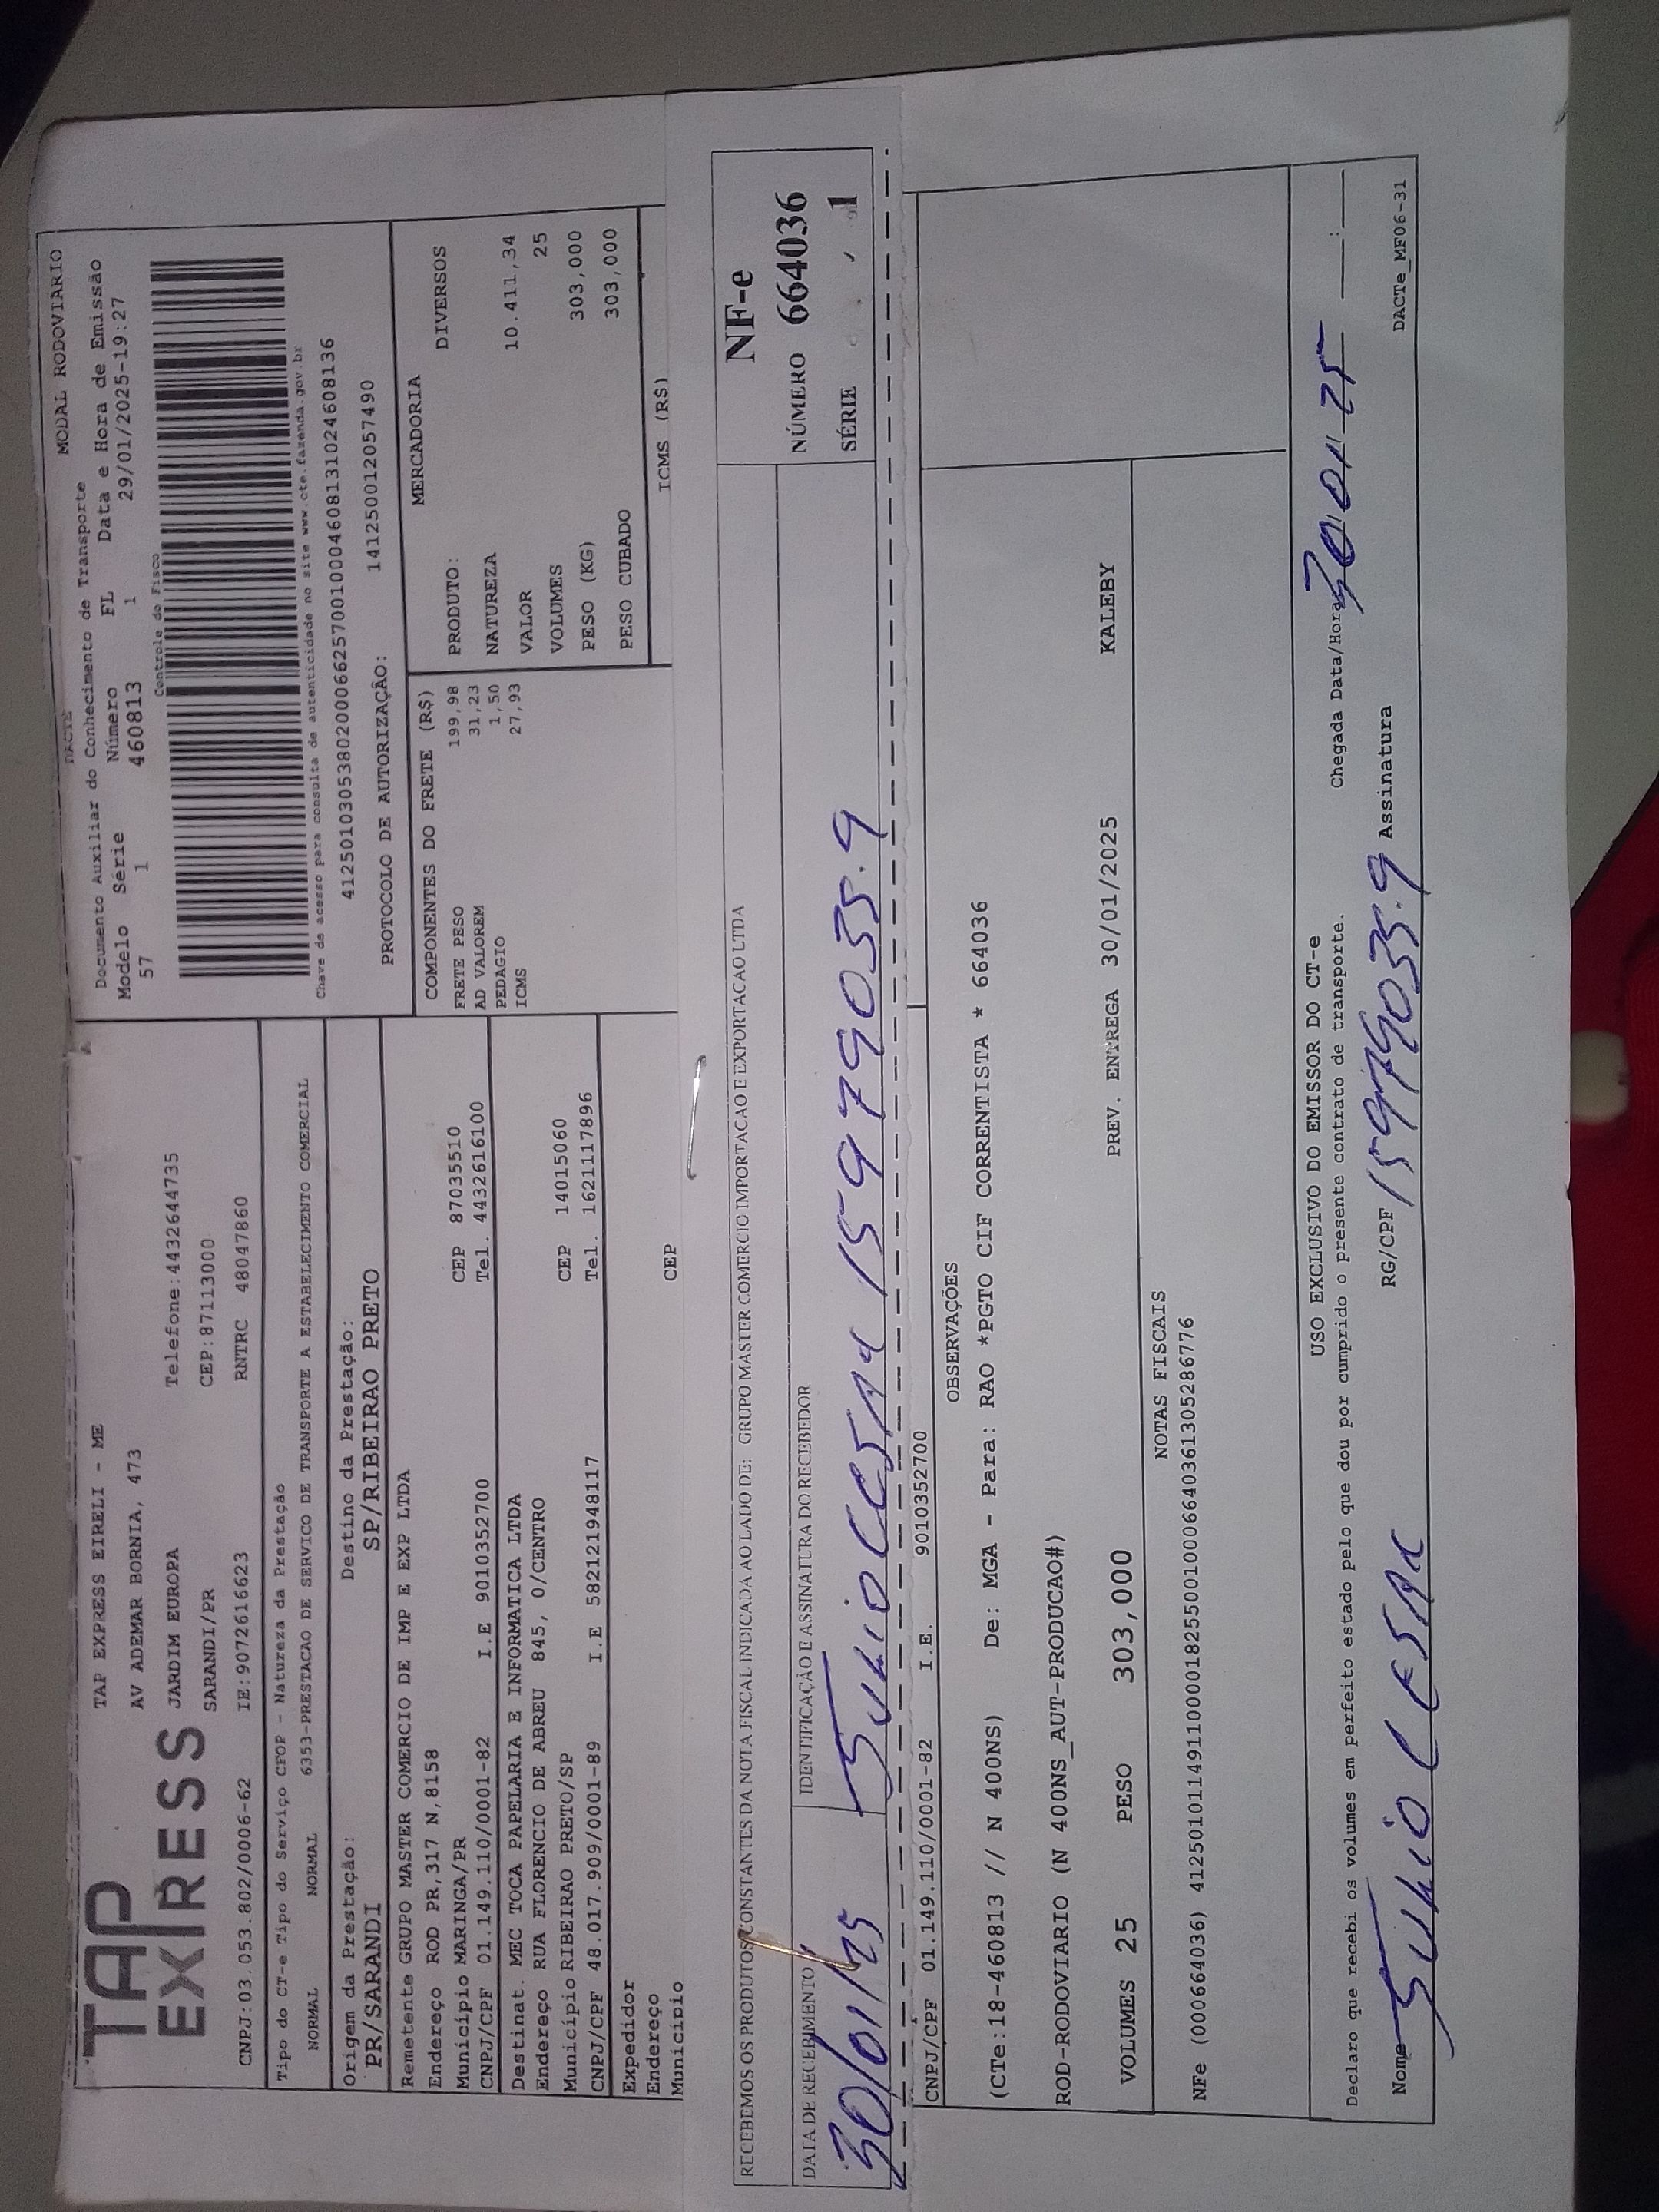 TAP
EXPRESS
TAP EXPRESS EIRELI - ME
AV ADEMAR BORNIA, 473
JARDIM EUROPA Telefone:4432644735
SARANDI/PR CEP:87113000
CNPJ:03.053.802/0006-62 IE:9072616623 RNTRC 48047860
DACTE MODAL RODOVIARIO
Documento Auxiliar do Conhecimento de Transporte
Modelo Série Número FL Data e Hora de Emissão
57 1 460813 1 29/01/2025-19:27
Controle do Fisco
Chave de acesso para consulta de autenticidade no site www.cte.fazenda.gov.br
41250103053802000662570010004608131024608136
PROTOCOLO DE AUTORIZAÇÃO: 141250012057490
Tipo do CT-e Tipo do Serviço CFOP - Natureza da Prestação
NORMAL NORMAL 6353-PRESTACAO DE SERVICO DE TRANSPORTE A ESTABELECIMENTO COMERCIAL
Origem da Prestação: Destino da Prestação:
PR/SARANDI SP/RIBEIRAO PRETO
Remetente GRUPO MASTER COMERCIO DE IMP E EXP LTDA
Endereço ROD PR,317 N,8158 CEP 87035510
Município MARINGA/PR Tel. 4432616100
CNPJ/CPF 01.149.110/0001-82 I.E 9010352700
Destinat. MEC TOCA PAPELARIA E INFORMATICA LTDA
Endereço RUA FLORENCIO DE ABREU 845, 0/CENTRO CEP 14015060
Município RIBEIRAO PRETO/SP Tel. 1621117896
CNPJ/CPF 48.017.909/0001-89 I.E 582121948117
Expedidor
Endereço
Município CEP
COMPONENTES DO FRETE (R$)
FRETE PESO 199,98
AD VALOREM 31,23
PEDAGIO 1,50
ICMS 27,93
MERCADORIA
PRODUTO: DIVERSOS
NATUREZA
VALOR 10.411,34
VOLUMES 25
PESO (KG) 303,000
PESO CUBADO 303,000
ICMS (R$)
RECEBEMOS OS PRODUTOS CONSTANTES DA NOTA FISCAL INDICADA AO LADO DE: GRUPO MASTER COMERCIO IMPORTACAO E EXPORTACAO LTDA
DATA DE RECEBIMENTO IDENTIFICAÇÃO E ASSINATURA DO RECEBEDOR
30/01/25 JULIO CESAR 15979035.9
NF-e
NÚMERO 664036
SÉRIE 1
CNPJ/CPF 01.149.110/0001-82 I.E. 9010352700
OBSERVAÇÕES
(CTe:18-460813 // N 400NS) De: MGA - Para: RAO *PGTO CIF CORRENTISTA * 664036
ROD-RODOVIARIO (N 400NS_AUT-PRODUCAO#)
VOLUMES 25 PESO 303,000 PREV. ENTREGA 30/01/2025 KALEBY
NOTAS FISCAIS
NFe (000664036) 41250101149110000182550010006640361305286776
USO EXCLUSIVO DO EMISSOR DO CT-e
Declaro que recebi os volumes em perfeito estado pelo que dou por cumprido o presente contrato de transporte. Chegada Data/Hora 30/01/25 ___:___
Nome JULIO CESAR RG/CPF 15979035.9 Assinatura
DACTe_MF06-31